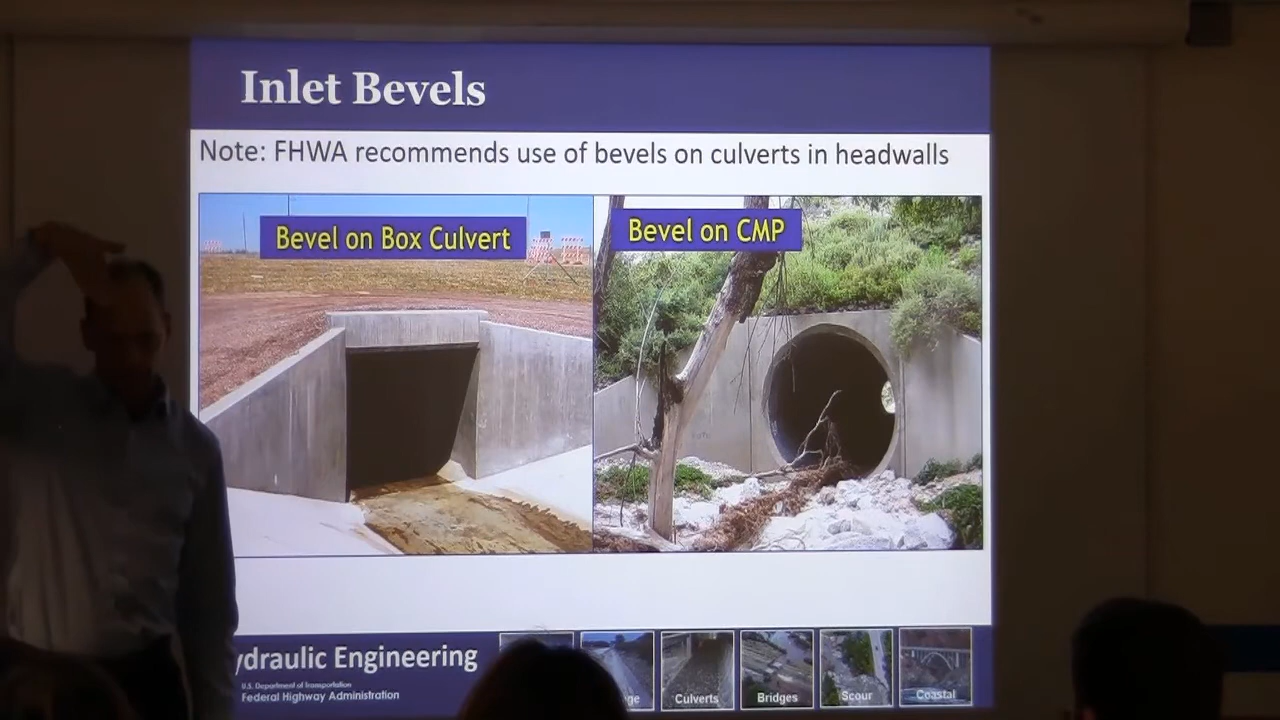 Inlet Bevels
Note: FHWA recommends use of bevels on culverts in headwalls
Bevel on Box Culvert
Bevel on CMP
ydraulic Engineering
U.S. Department of Transportation
Federal Highway Administration
ge
Culverts
Bridges
Scour
Coastal